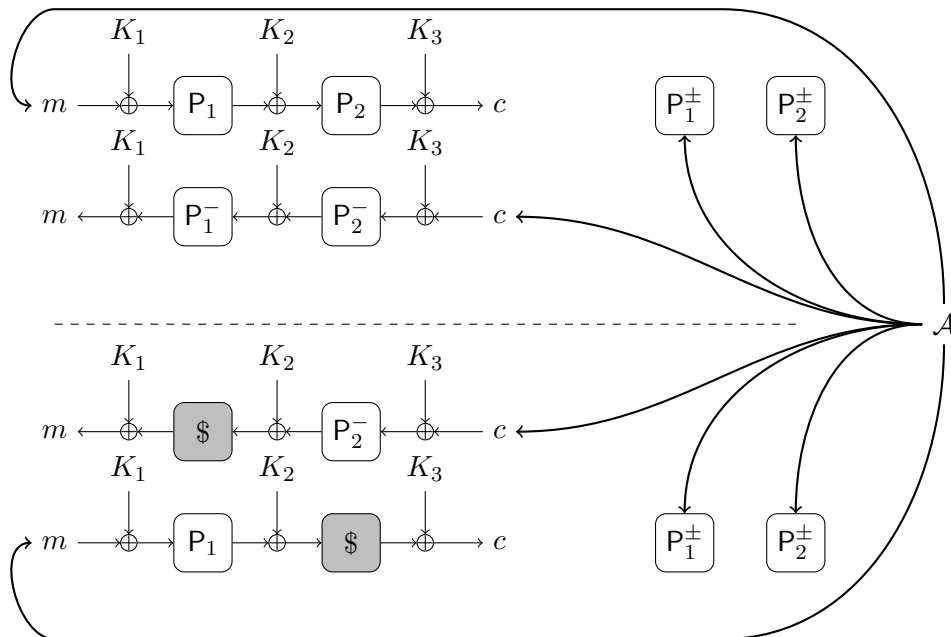 K₁ K₂ K₃
m P₁ P₂ c P₁± P₂±
K₁ K₂ K₃
m P₁⁻ P₂⁻ c
𝒜
K₁ K₂ K₃
m $ P₂⁻ c
K₁ K₂ K₃
m P₁ $ c P₁± P₂±